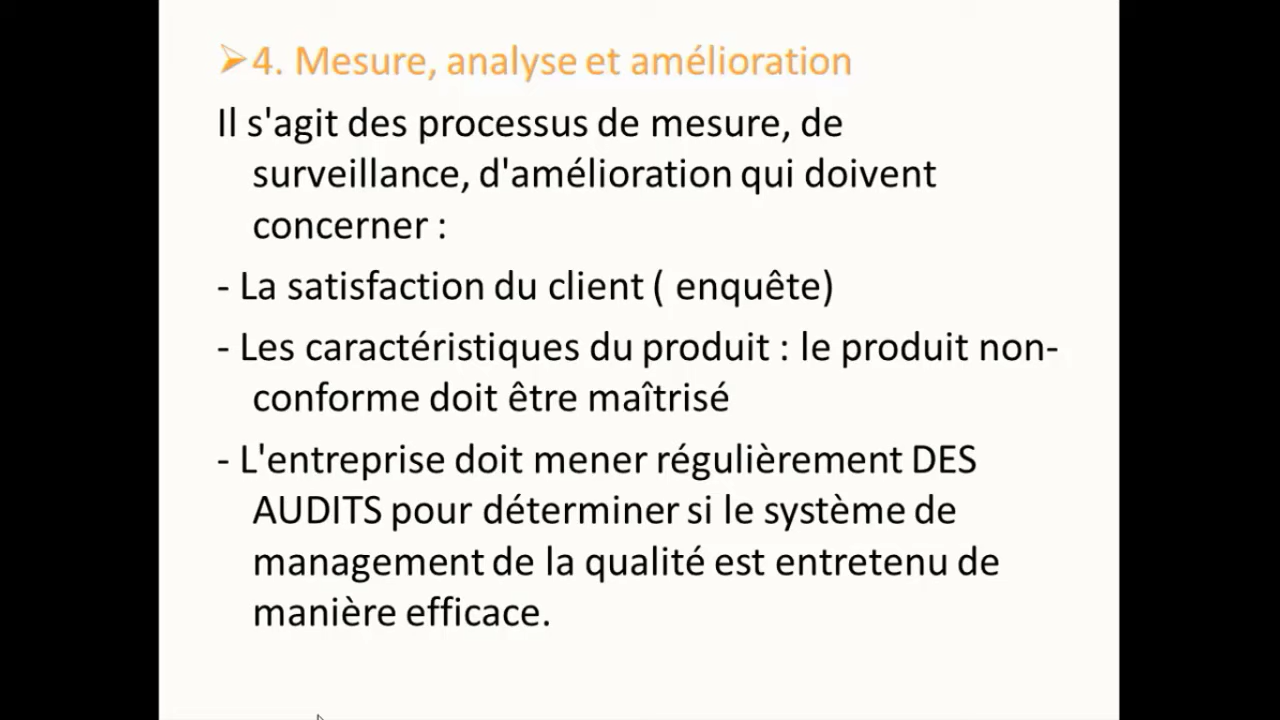 4. Mesure, analyse et amélioration
Il s'agit des processus de mesure, de
surveillance, d'amélioration qui doivent
concerner :
- La satisfaction du client ( enquête)
- Les caractéristiques du produit : le produit non-
conforme doit être maîtrisé
- L'entreprise doit mener régulièrement DES
AUDITS pour déterminer si le système de
management de la qualité est entretenu de
manière efficace.